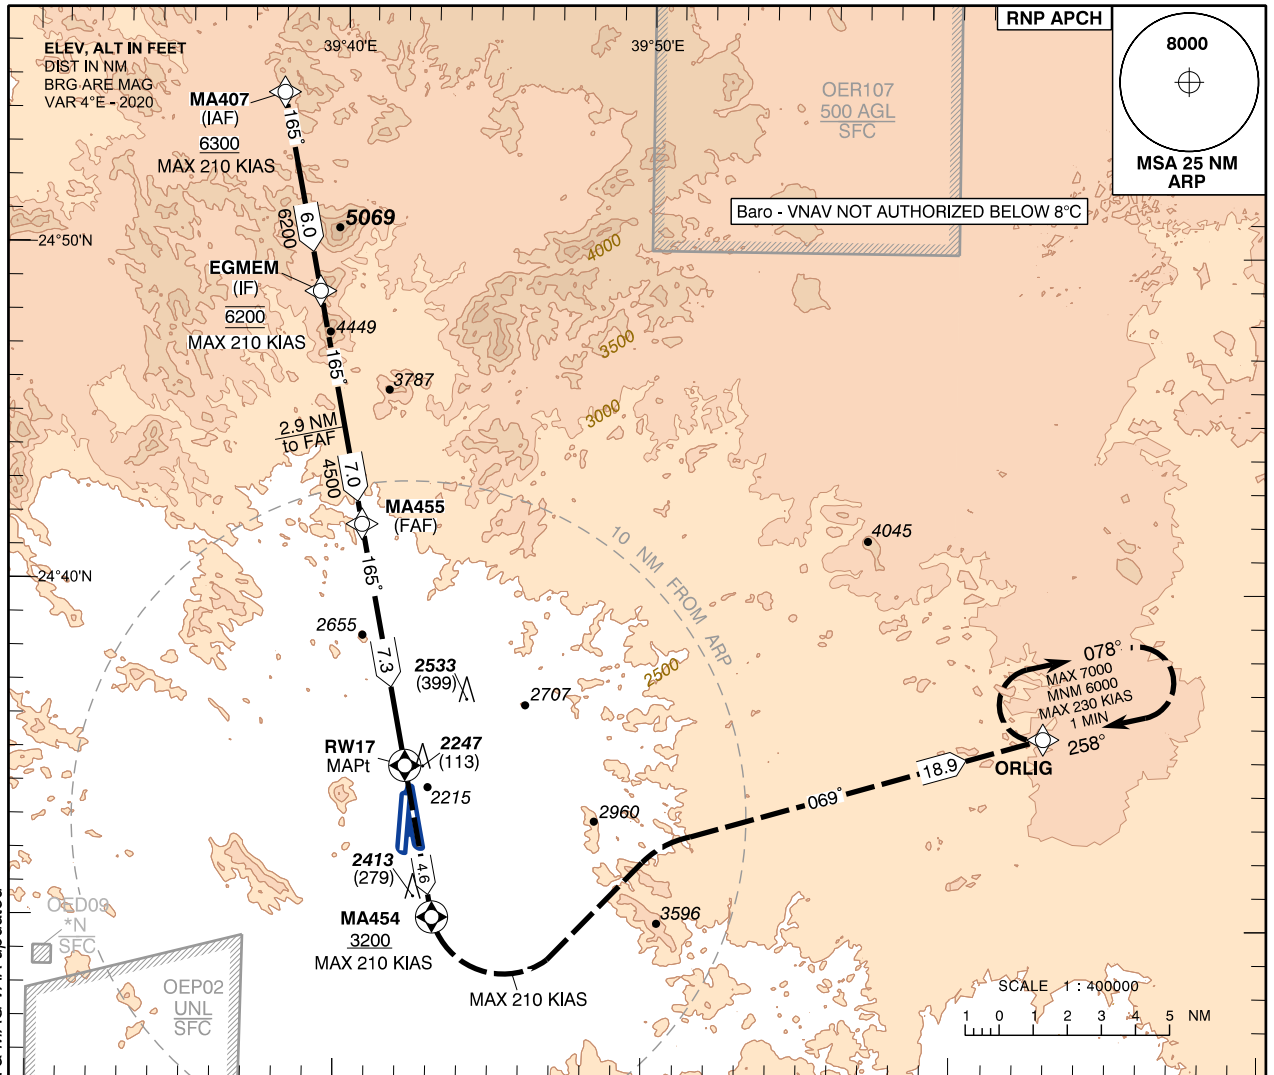 RNP APCH
ELEV, ALT IN FEET
DIST IN NM
BRG ARE MAG
VAR 4°E - 2020
39°40'E
39°50'E
8000
MSA 25 NM
ARP
OER107
500 AGL
SFC
MA407
(IAF)
6300
MAX 210 KIAS
165°
Baro - VNAV NOT AUTHORIZED BELOW 8°C
5069
6.0
6200
24°50'N
4000
EGMEM
(IF)
6200
MAX 210 KIAS
4449
3500
165°
3787
3000
2.9 NM
to FAF
7.0
4500
MA455
(FAF)
4045
10 NM FROM ARP
165°
24°40'N
2655
7.3
2533
(399)
2500
2707
078°
MAX 7000
MNM 6000
MAX 230 KIAS
1 MIN
258°
RW17
MAPt
2247
(113)
ORLIG
18.9
069°
2215
2960
2413
(279)
4.6
MA454
3200
MAX 210 KIAS
3596
OED09
*N
SFC
OEP02
UNL
SFC
MAX 210 KIAS
SCALE 1 : 400000
1 0 1 2 3 4 5 NM